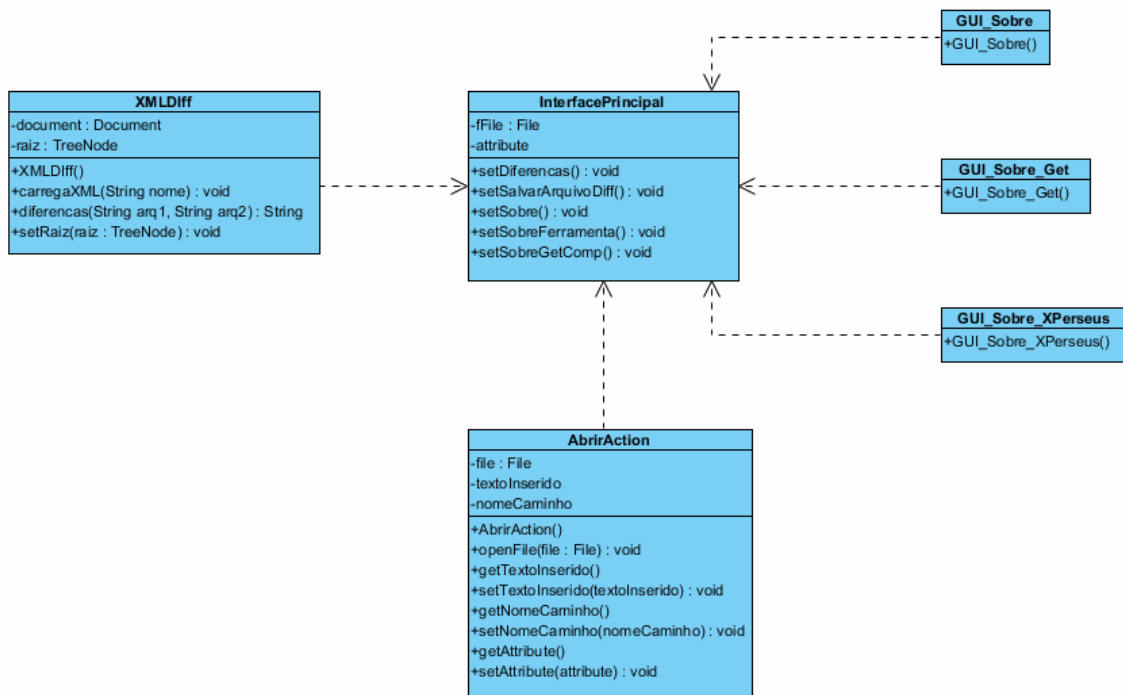 GUI_Sobre
+GUI_Sobre()
XMLDIff
-document : Document
-raiz : TreeNode
+XMLDIff()
+carregaXML(String nome) : void
+diferencas(String arq1, String arq2) : String
+setRaiz(raiz : TreeNode) : void
InterfacePrincipal
-fFile : File
-attribute
+setDiferencas() : void
+setSalvarArquivoDiff() : void
+setSobre() : void
+setSobreFerramenta() : void
+setSobreGetComp() : void
GUI_Sobre_Get
+GUI_Sobre_Get()
GUI_Sobre_XPerseus
+GUI_Sobre_XPerseus()
AbrirAction
-file : File
-textoInserido
-nomeCaminho
+AbrirAction()
+openFile(file : File) : void
+getTextoInserido()
+setTextoInserido(textoInserido) : void
+getNomeCaminho()
+setNomeCaminho(nomeCaminho) : void
+getAttribute()
+setAttribute(attribute) : void